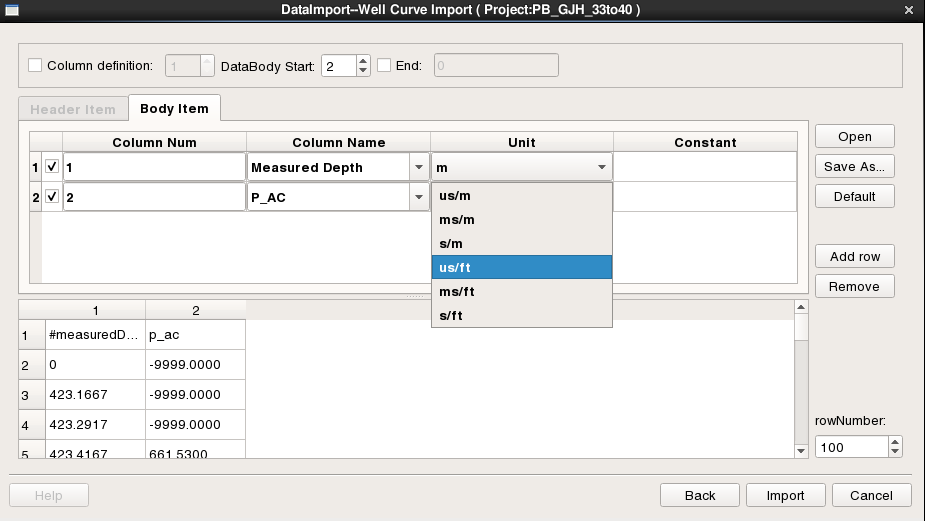 DataImport--Well Curve Import ( Project:PB_GJH_33to40 )
Column definition: 1 DataBody Start: 2 End: 0
Header Item Body Item
Column Num Column Name Unit Constant
1 1 Measured Depth m
2 2 P_AC
us/m
ms/m
s/m
us/ft
ms/ft
s/ft
Open
Save As...
Default
Add row
Remove
1 2
1 #measuredD... p_ac
2 0 -9999.0000
3 423.1667 -9999.0000
4 423.2917 -9999.0000
5 423.4167 661.5300
rowNumber:
100
Help Back Import Cancel